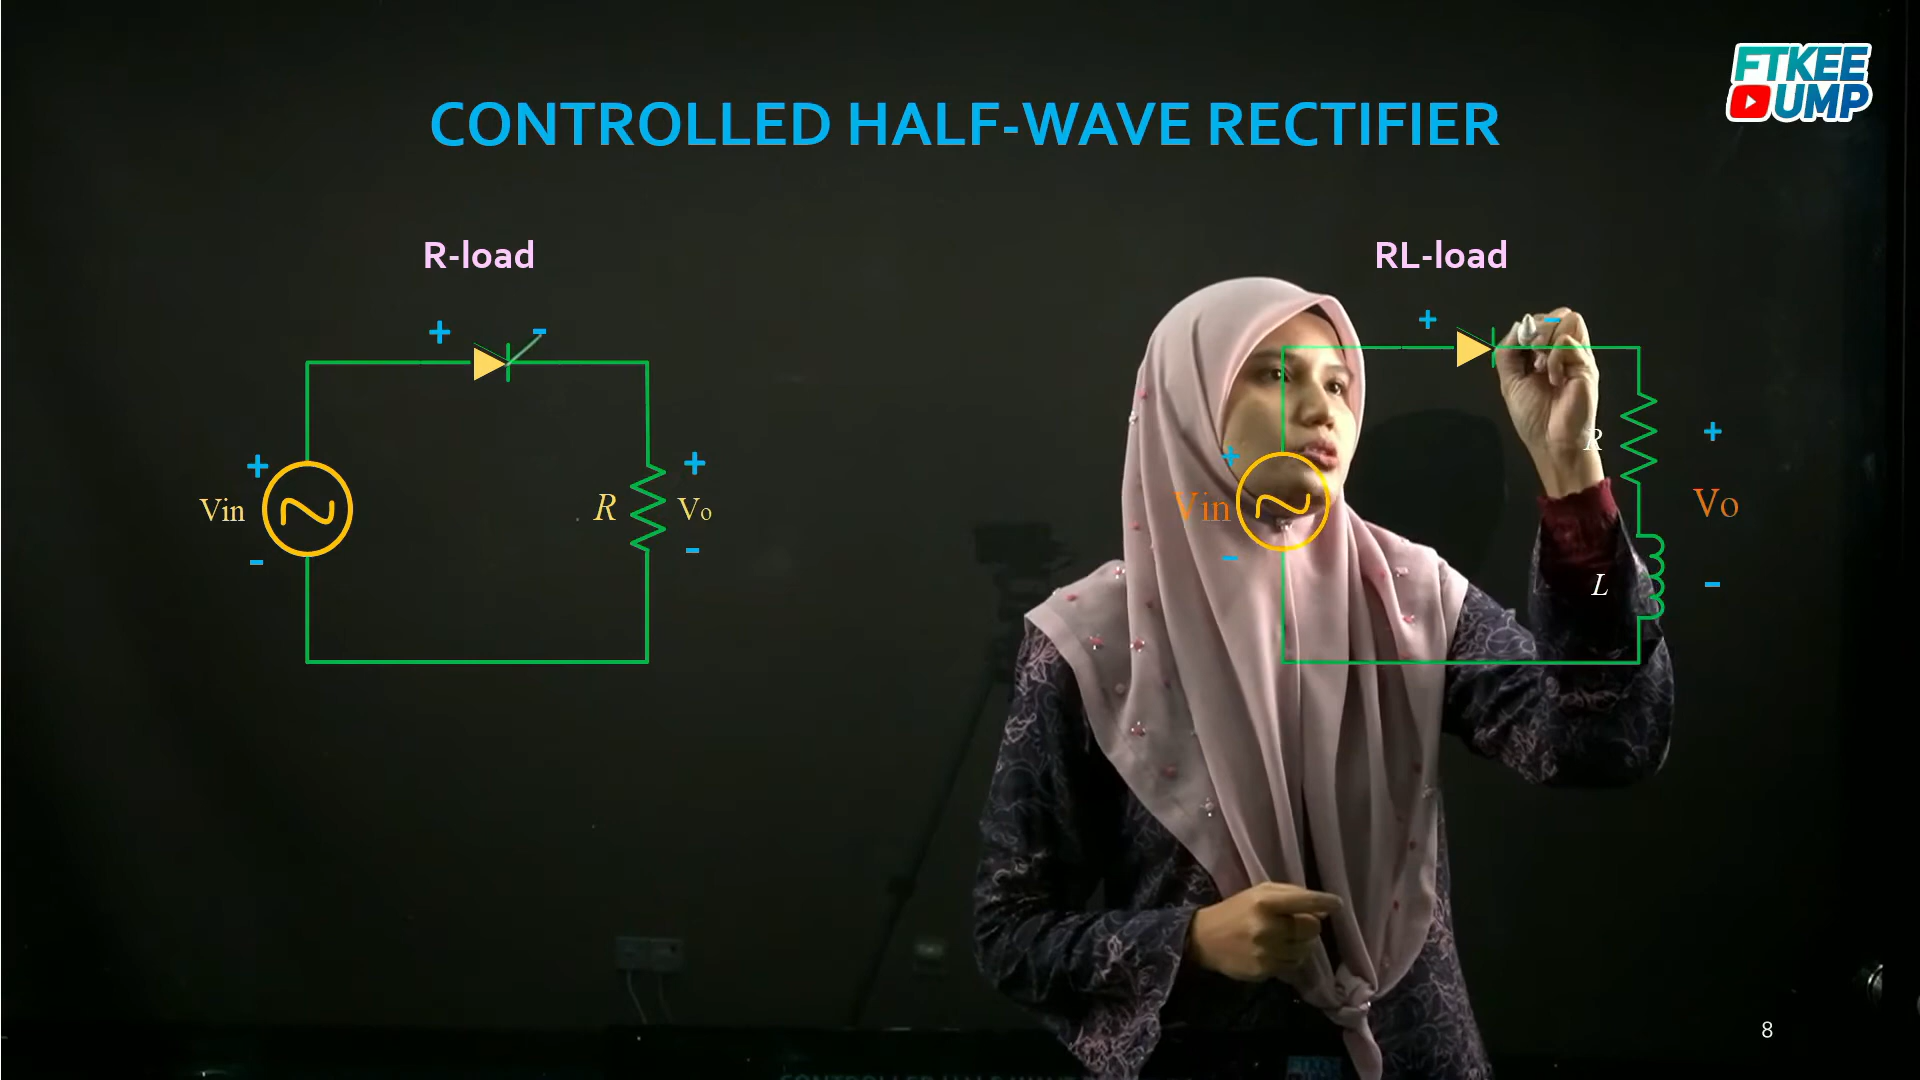 FTKEE
UMP
CONTROLLED HALF-WAVE RECTIFIER
R-load
RL-load
+ -
+ -
+
Vin
-
R
+
Vo
-
+
Vin
-
R
L
+
Vo
-
8